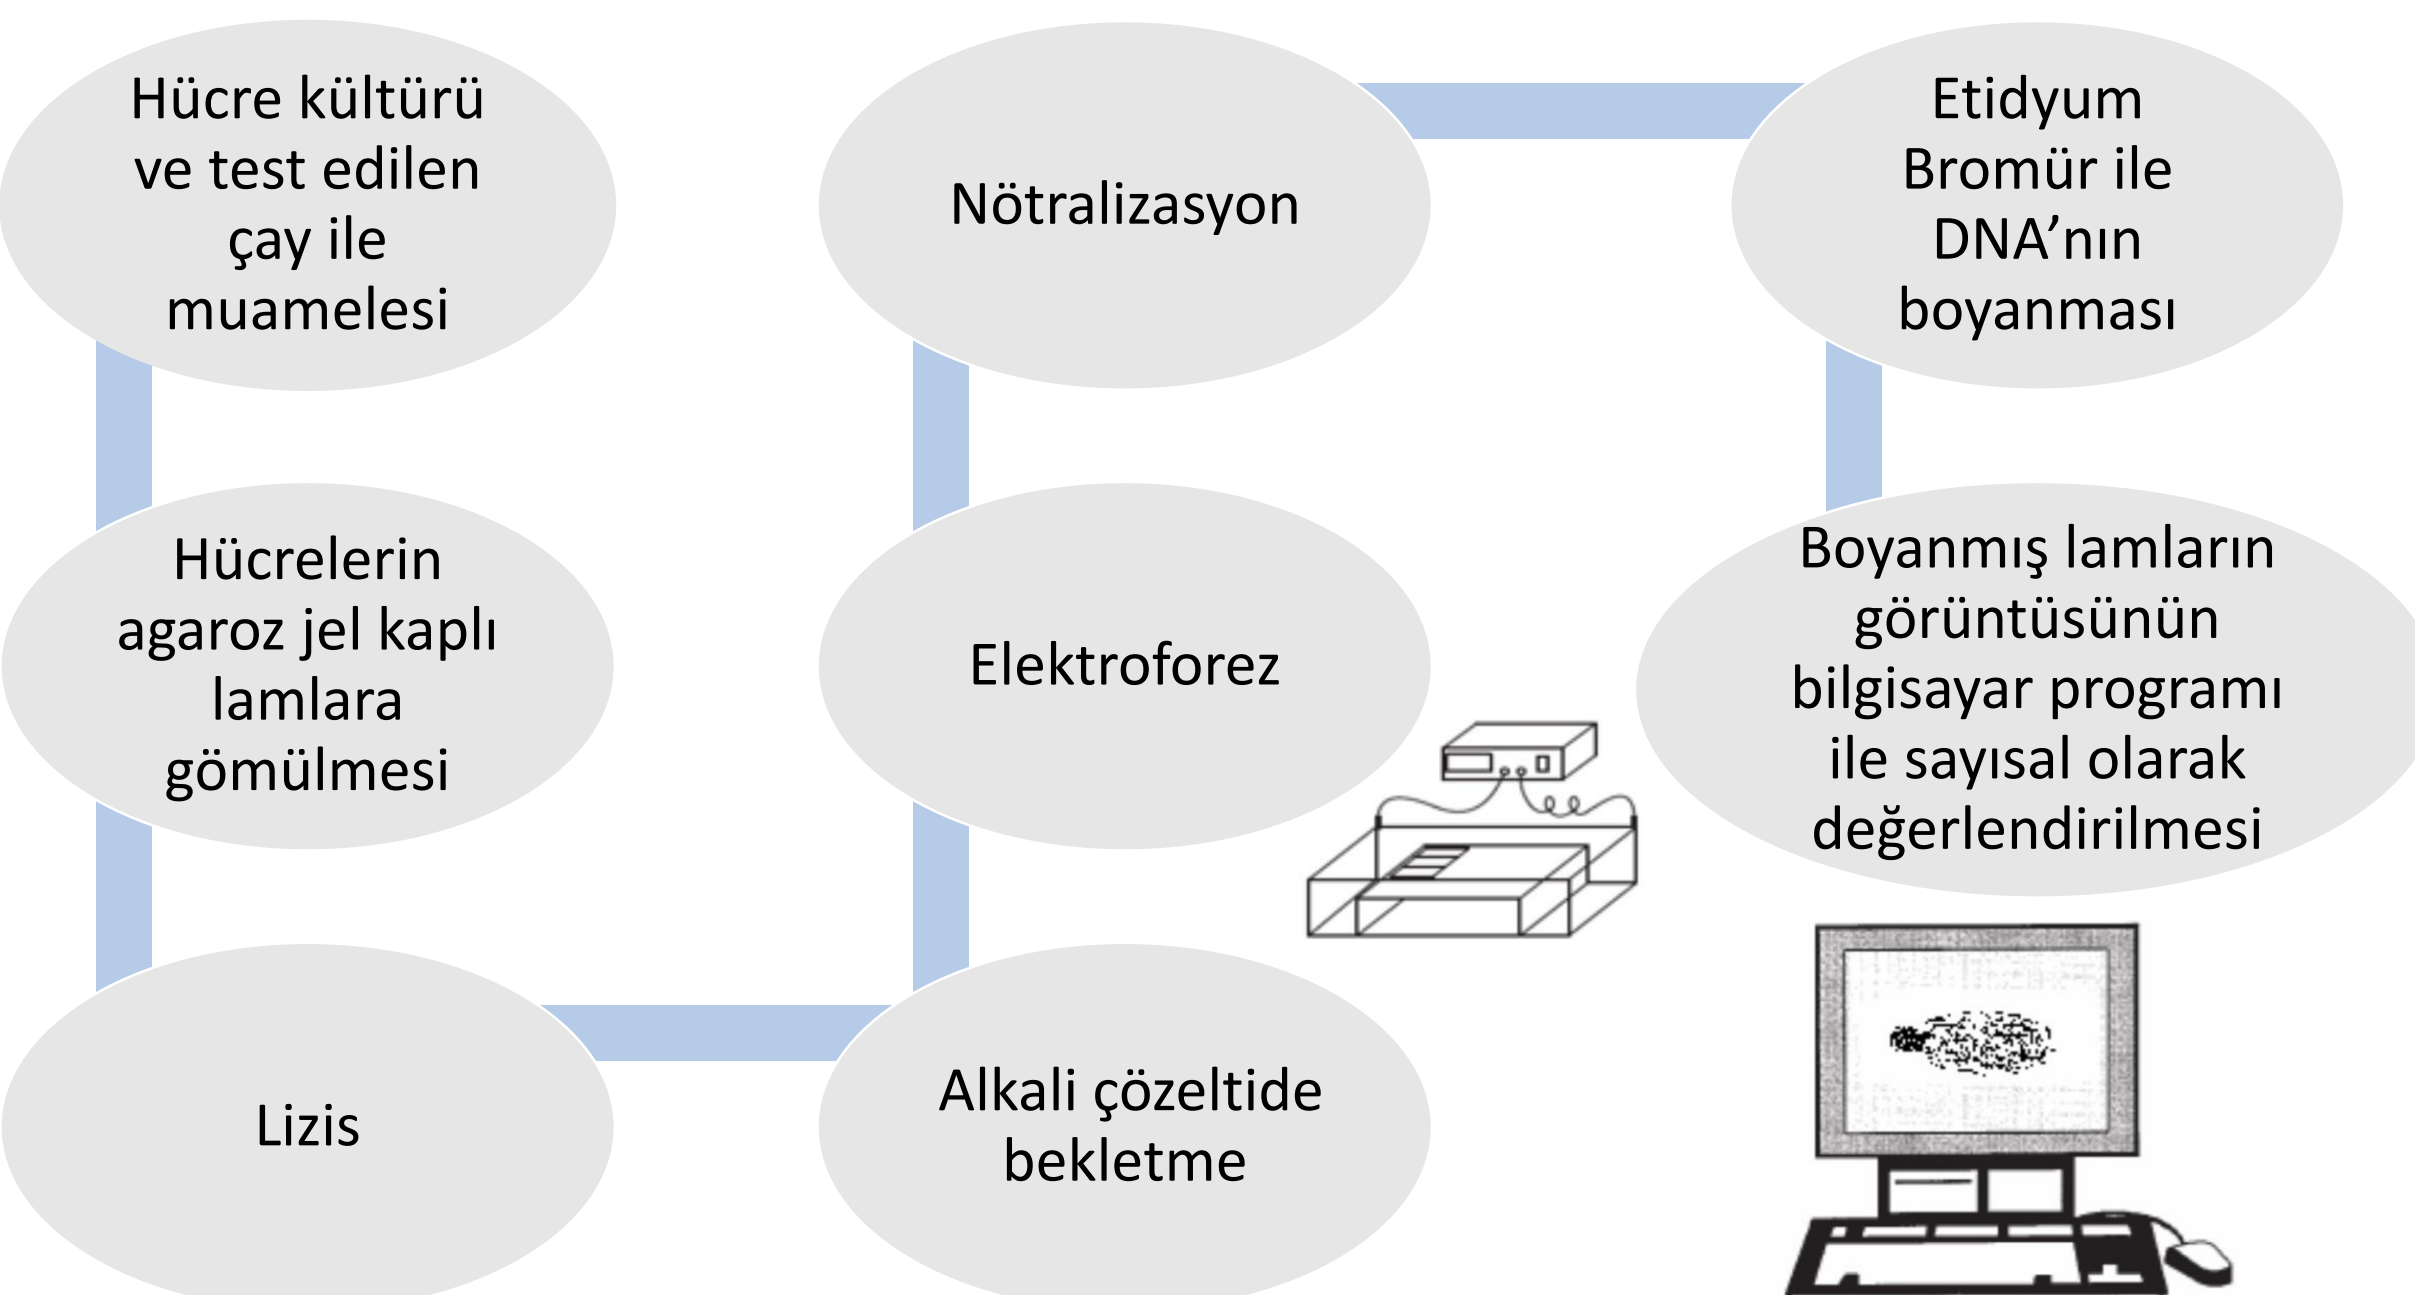 Hücre kültürü
ve test edilen
çay ile
muamelesi
Hücrelerin
agaroz jel kaplı
lamlara
gömülmesi
Lizis
Alkali çözeltide
bekletme
Elektroforez
Nötralizasyon
Etidyum
Bromür ile
DNA’nın
boyanması
Boyanmış lamların
görüntüsünün
bilgisayar programı
ile sayısal olarak
değerlendirilmesi